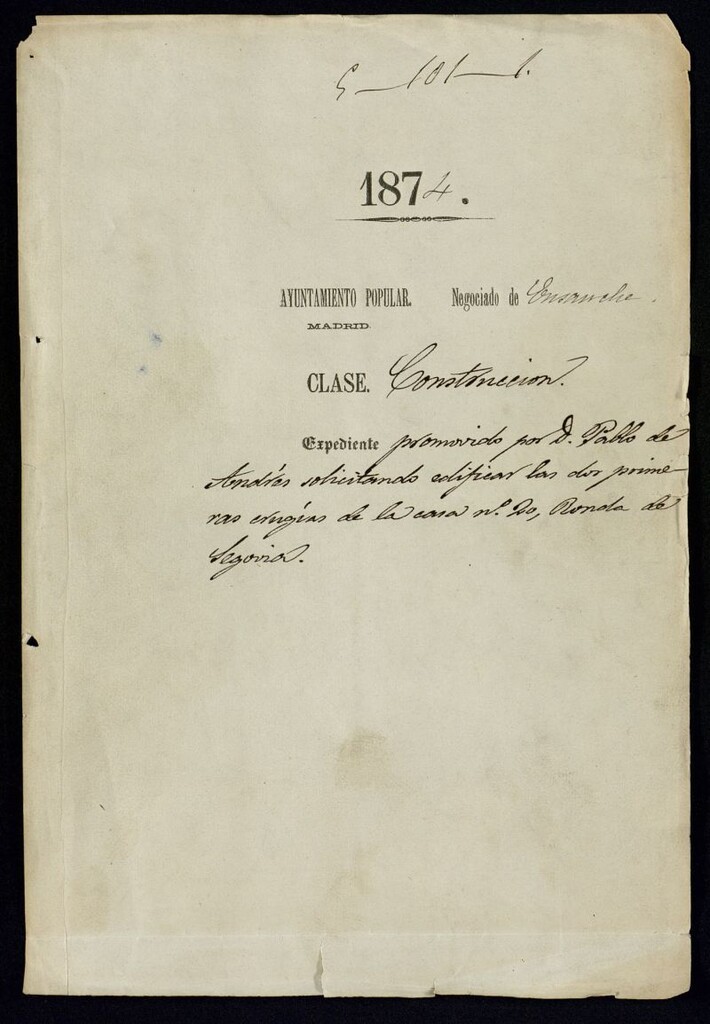 5-101-1.
1874.
AYUNTAMIENTO POPULAR. Negociado de Ensanche.
MADRID.
CLASE. Construccion.
Expediente promovido por D. Pablo de
Andrés solicitando edificar las dos prime-
ras crugías de la casa nº. 20, Ronda de
Segovia.